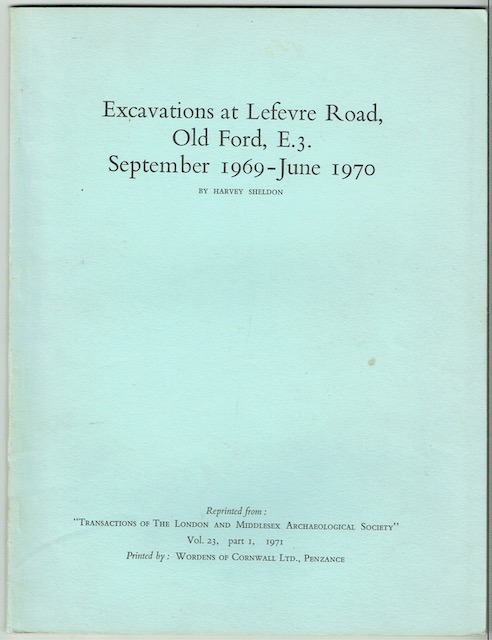 Excavations at Lefevre Road,
Old Ford, E.3.
September 1969–June 1970
BY HARVEY SHELDON
Reprinted from :
"Transactions of The London and Middlesex Archaeological Society"
Vol. 23, part 1, 1971
Printed by : Wordens of Cornwall Ltd., Penzance